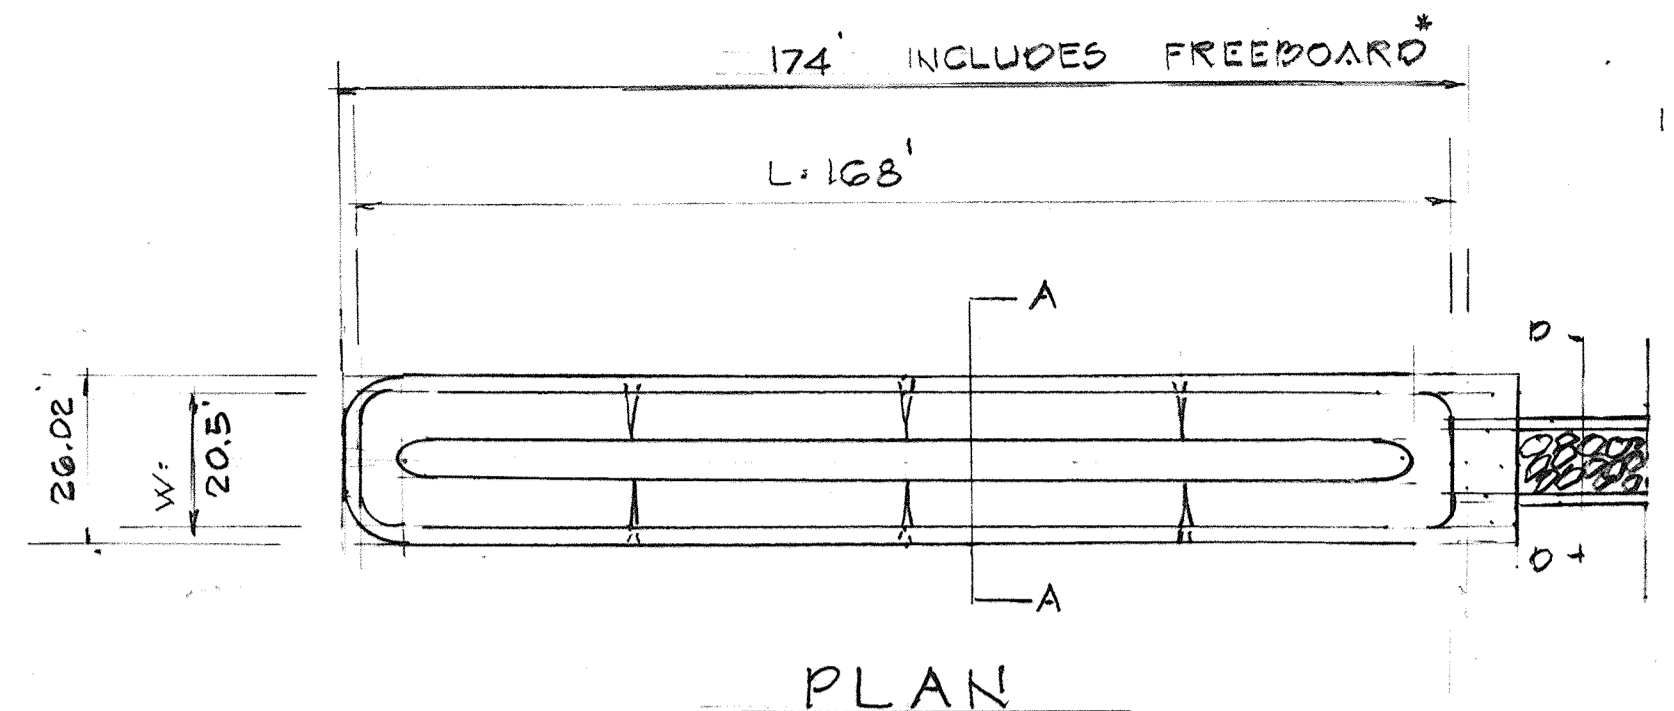 174' INCLUDES FREEBOARD*
L = 168'
A
D
26.02'
W =
20.5'
D
A
PLAN